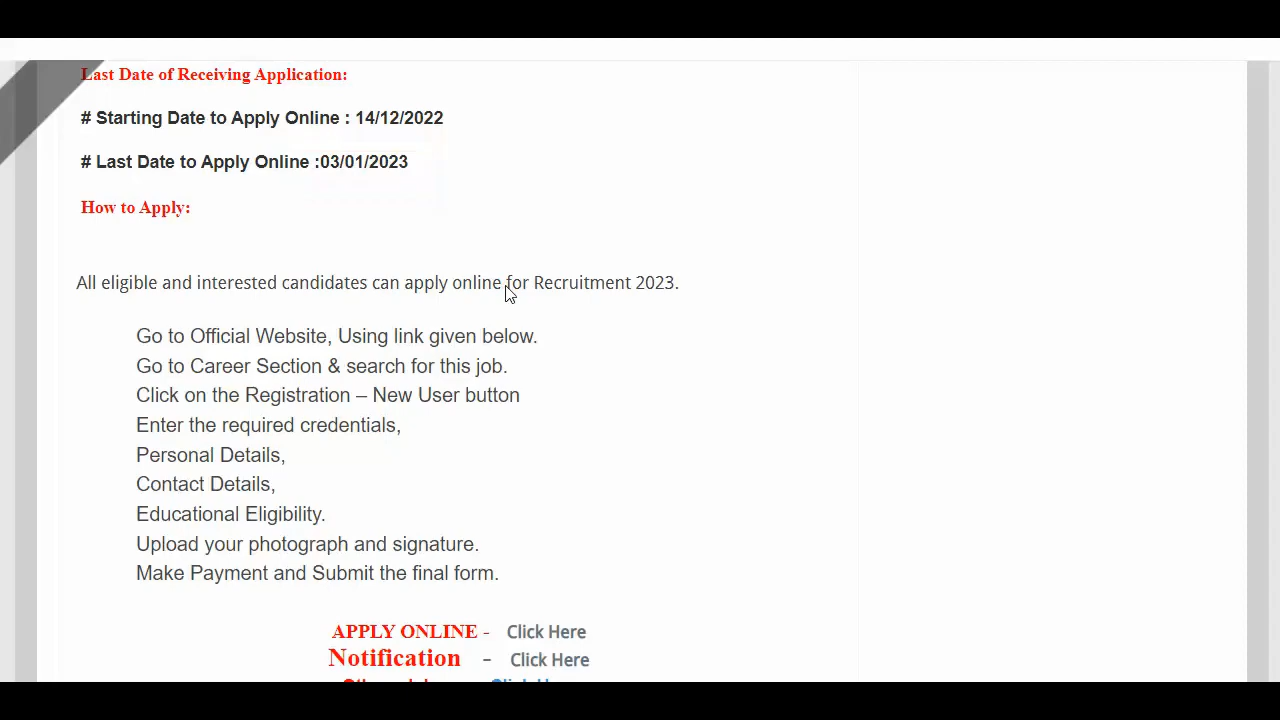 Last Date of Receiving Application:
# Starting Date to Apply Online : 14/12/2022
# Last Date to Apply Online :03/01/2023
How to Apply:
All eligible and interested candidates can apply online for Recruitment 2023.
Go to Official Website, Using link given below.
Go to Career Section & search for this job.
Click on the Registration – New User button
Enter the required credentials,
Personal Details,
Contact Details,
Educational Eligibility.
Upload your photograph and signature.
Make Payment and Submit the final form.
APPLY ONLINE - Click Here
Notification – Click Here